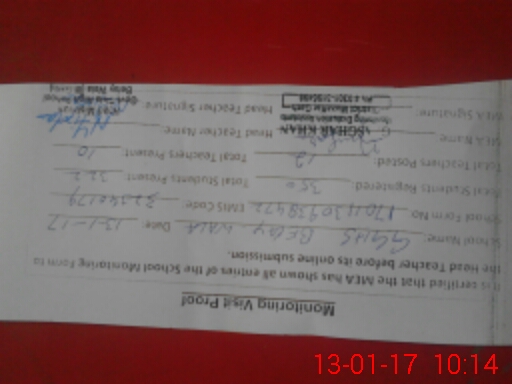 Monitoring Visit Proof
It is certified that the MEA has shown all entries of the School Monitoring Form to
the Head Teacher before its online submission.
School Name: GGHS BEGY WALA Date: 13-1-17
School Form No EMIS Code: 32340179
Total Students Registered: 350 Total Students Present: 322
Total Teachers Posted: 12 Total Teachers Present: 10
MEA Name: ASGHAR KHAN Head Teacher Name:
MEA Signature: Head Teacher Signature:
13-01-17 10:14